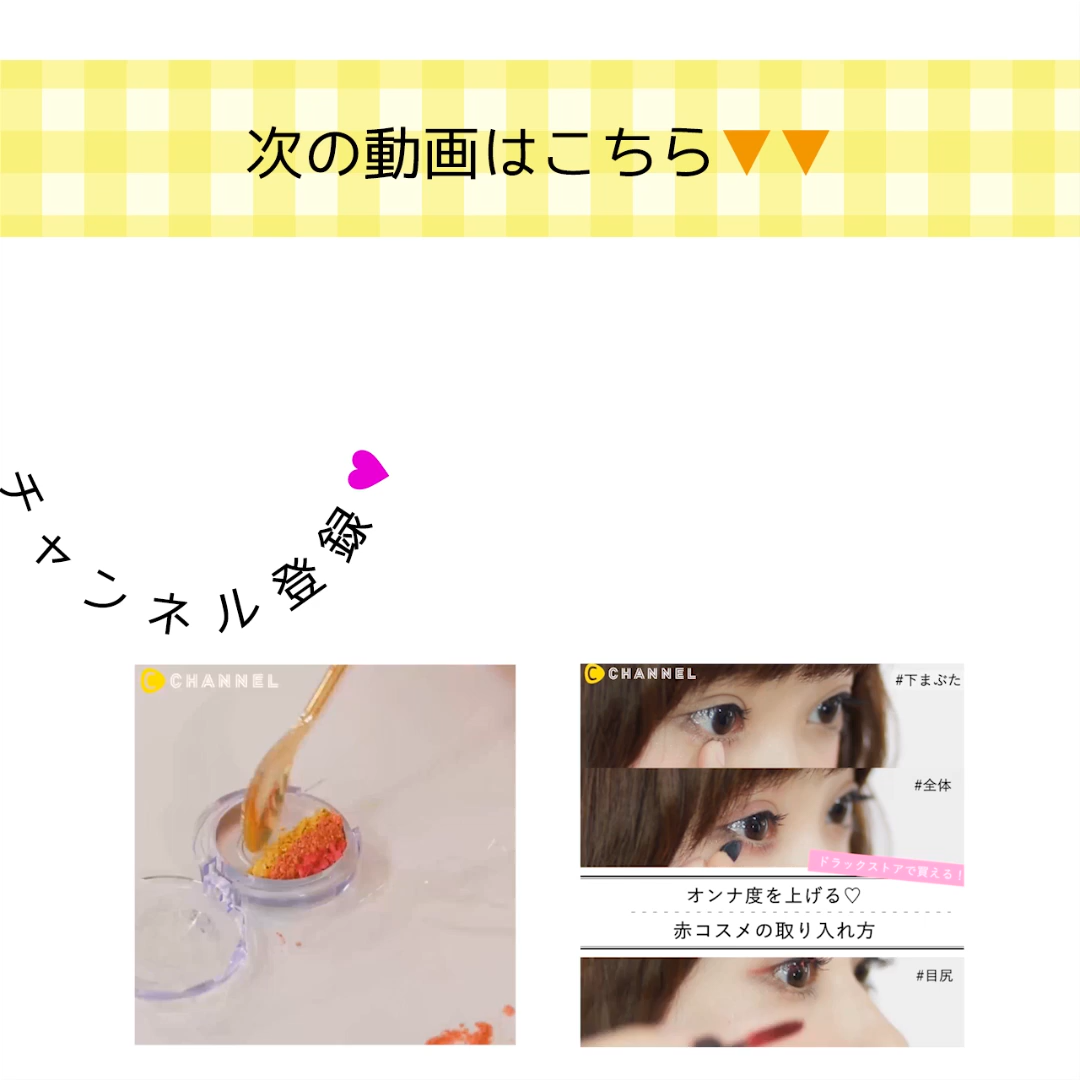 次の動画はこちら▼▼
チャンネル登録♥
C CHANNEL
C CHANNEL
#下まぶた
#全体
ドラックストアで買える!
オンナ度を上げる♡
赤コスメの取り入れ方
#目尻